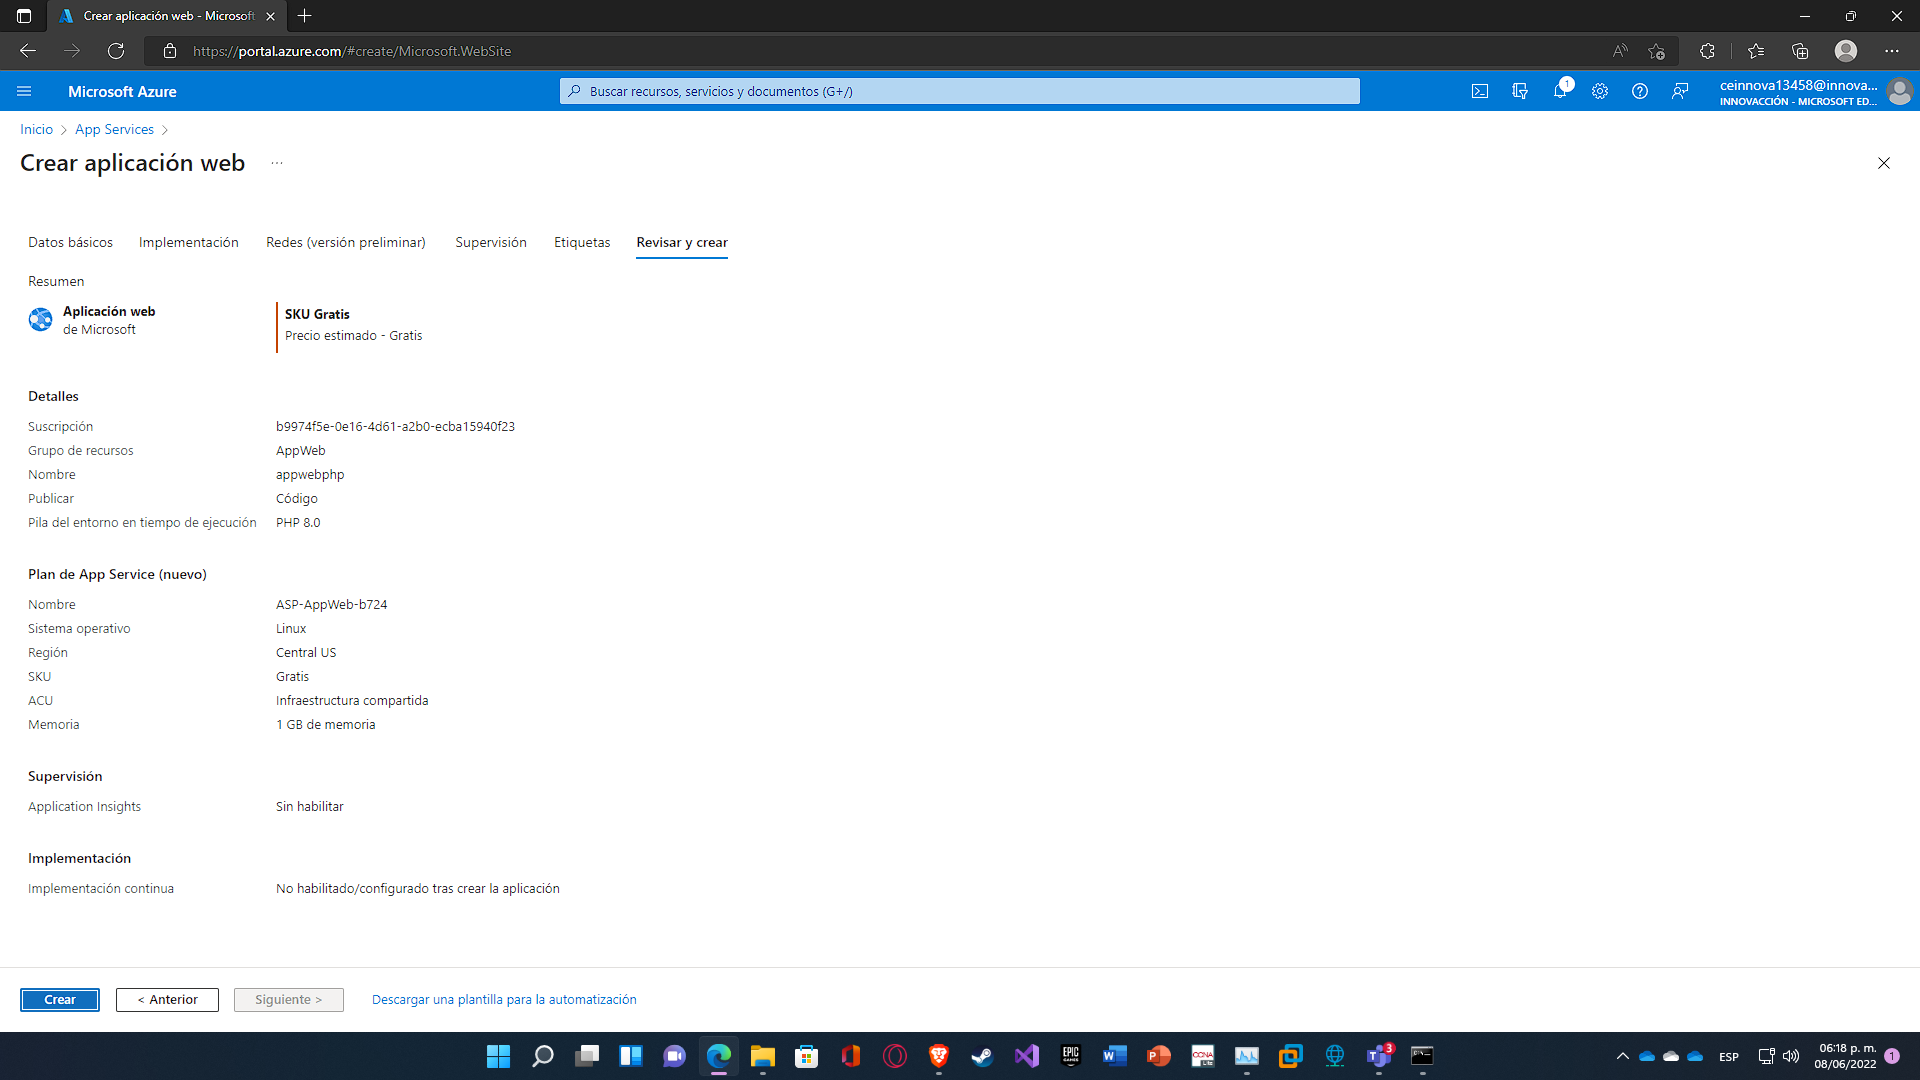 Crear aplicación web - Microsoft
https://portal.azure.com/#create/Microsoft.WebSite
Microsoft Azure
Buscar recursos, servicios y documentos (G+/)
1
ceinnova13458@innova...
INNOVACCIÓN - MICROSOFT ED...
Inicio > App Services >
Crear aplicación web ...
Datos básicos Implementación Redes (versión preliminar) Supervisión Etiquetas Revisar y crear
Resumen
Aplicación web
de Microsoft
SKU Gratis
Precio estimado - Gratis
Detalles
Suscripción b9974f5e-0e16-4d61-a2b0-ecba15940f23
Grupo de recursos AppWeb
Nombre appwebphp
Publicar Código
Pila del entorno en tiempo de ejecución PHP 8.0
Plan de App Service (nuevo)
Nombre ASP-AppWeb-b724
Sistema operativo Linux
Región Central US
SKU Gratis
ACU Infraestructura compartida
Memoria 1 GB de memoria
Supervisión
Application Insights Sin habilitar
Implementación
Implementación continua No habilitado/configurado tras crear la aplicación
Crear < Anterior Siguiente > Descargar una plantilla para la automatización
EPIC GAMES
CCNA
3
ESP
06:18 p. m.
08/06/2022
1